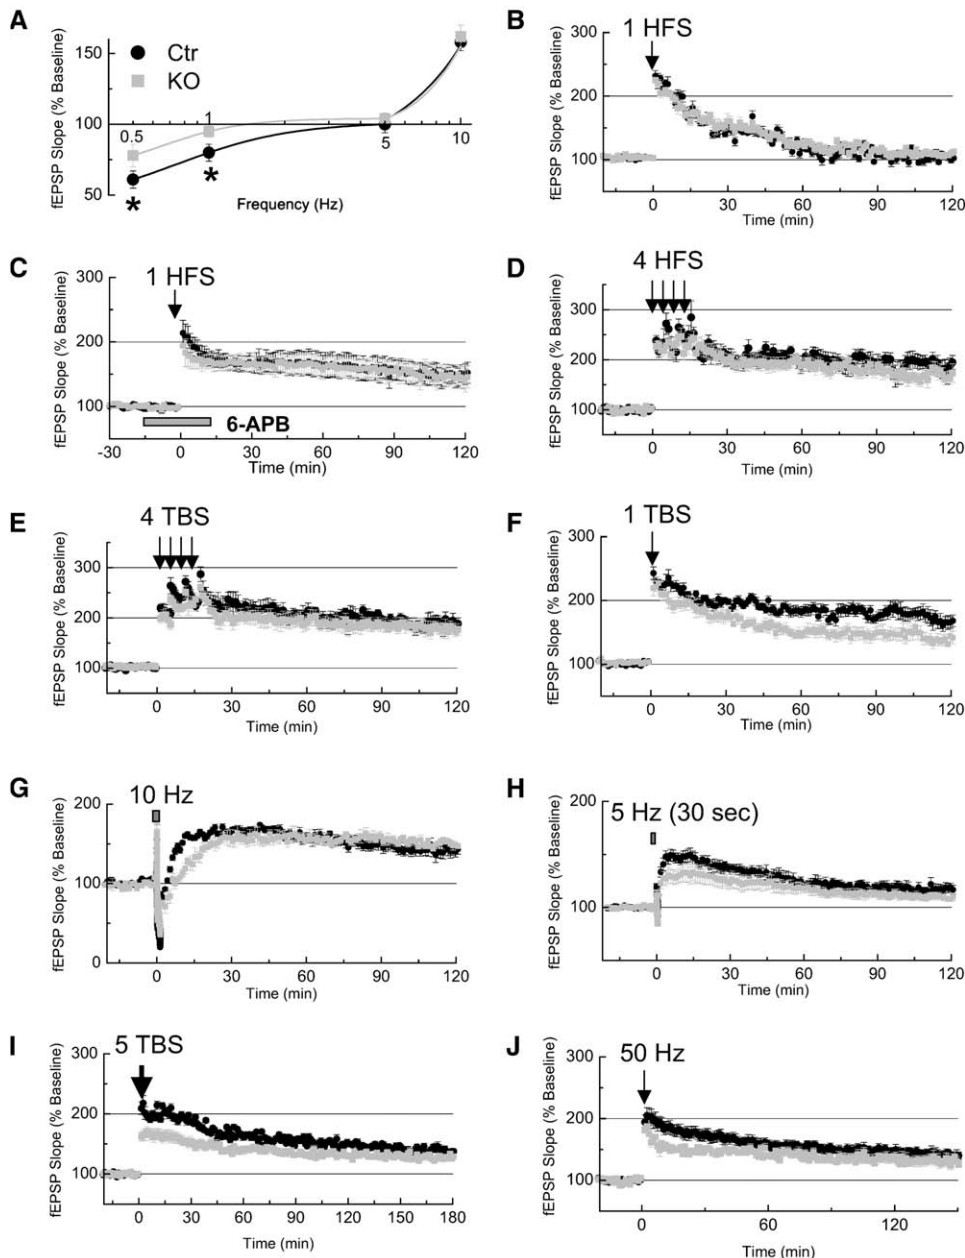 A
fEPSP Slope (% Baseline)
150
100
50
Ctr
KO
0.5
1
5
10
*
*
Frequency (Hz)
B
1 HFS
fEPSP Slope (% Baseline)
300
200
100
0
30
60
90
120
Time (min)
C
1 HFS
fEPSP Slope (% Baseline)
300
200
100
6-APB
-30
0
30
60
90
120
Time (min)
D
4 HFS
fEPSP Slope (% Baseline)
300
200
100
0
30
60
90
120
Time (min)
E
4 TBS
fEPSP Slope (% Baseline)
300
200
100
0
30
60
90
120
Time (min)
F
1 TBS
fEPSP Slope (% Baseline)
300
200
100
0
30
60
90
120
Time (min)
G
10 Hz
fEPSP Slope (% Baseline)
200
100
0
0
30
60
90
120
Time (min)
H
5 Hz (30 sec)
fEPSP Slope (% Baseline)
200
100
0
30
60
90
120
Time (min)
I
5 TBS
fEPSP Slope (% Baseline)
300
200
100
0
30
60
90
120
150
180
Time (min)
J
50 Hz
fEPSP Slope (% Baseline)
300
200
100
0
60
120
Time (min)